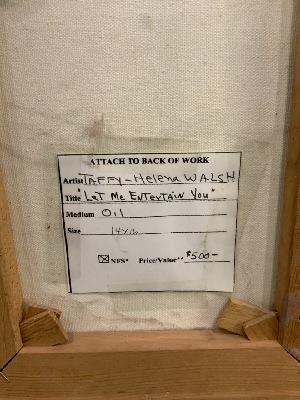 ATTACH TO BACK OF WORK
Artist TAFFY-Helena WALSH
Title "Let Me Entertain You"
Medium Oil
Size 14x16
☒ NFS* Price/Value** $500-